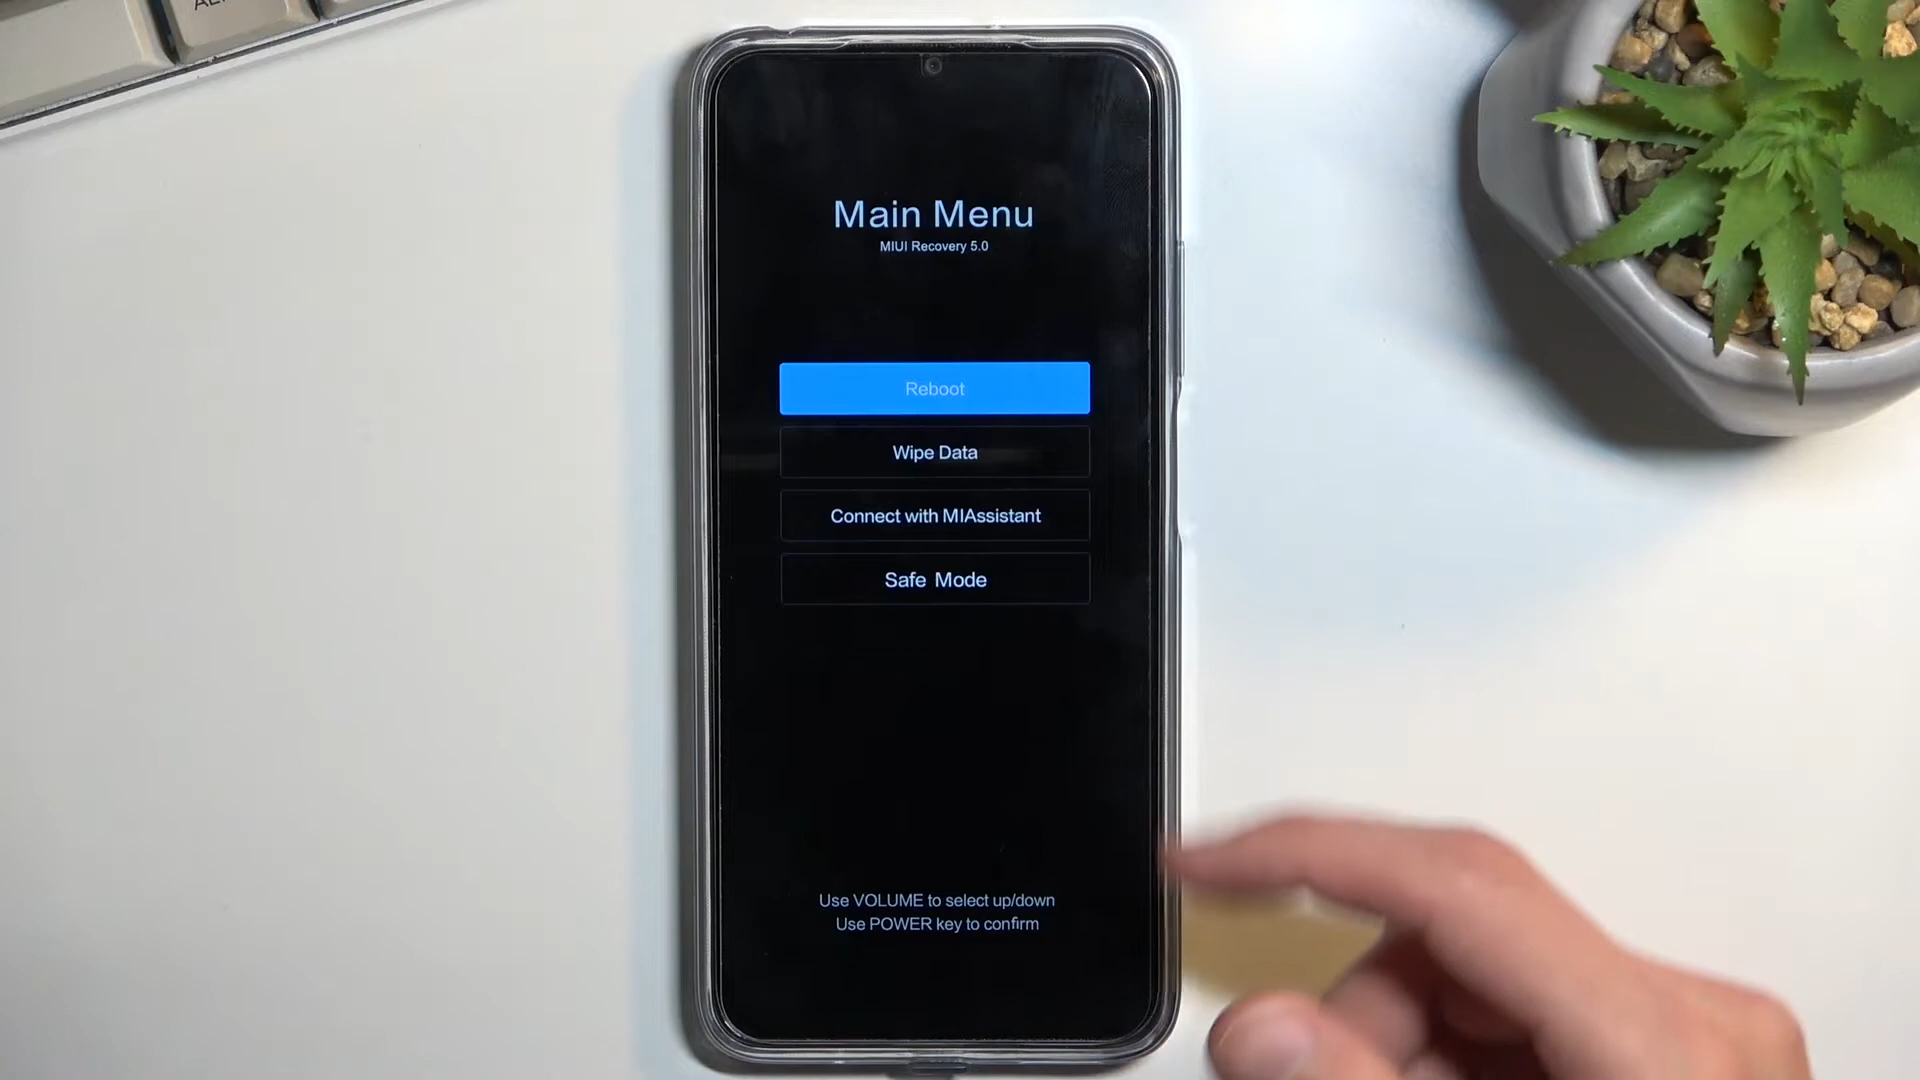 Main Menu
MIUI Recovery 5.0
Reboot
Wipe Data
Connect with MIAssistant
Safe Mode
Use VOLUME to select up/down
Use POWER key to confirm